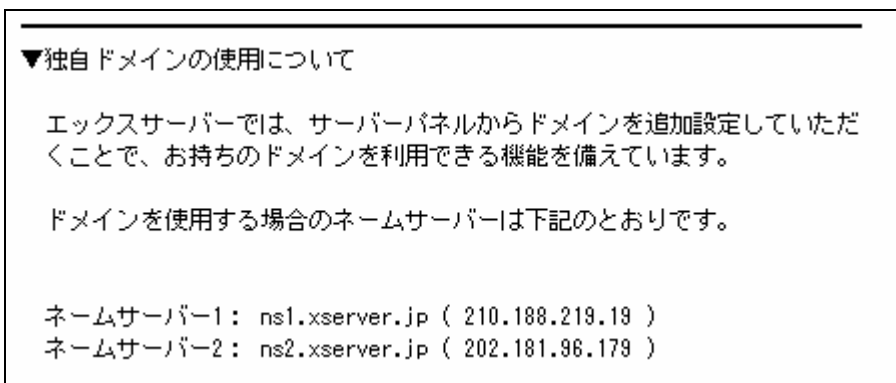 ▼独自ドメインの使用について
エックスサーバーでは、サーバーパネルからドメインを追加設定していただ
くことで、お持ちのドメインを利用できる機能を備えています。
ドメインを使用する場合のネームサーバーは下記のとおりです。
ネームサーバー1： ns1.xserver.jp ( 210.188.219.19 )
ネームサーバー2： ns2.xserver.jp ( 202.181.96.179 )